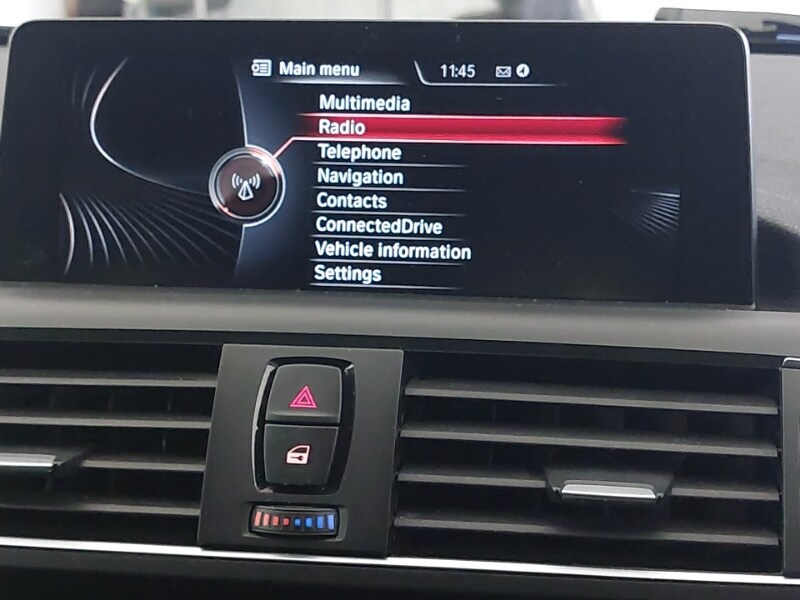 Main menu 11:45
Multimedia
Radio
Telephone
Navigation
Contacts
ConnectedDrive
Vehicle information
Settings